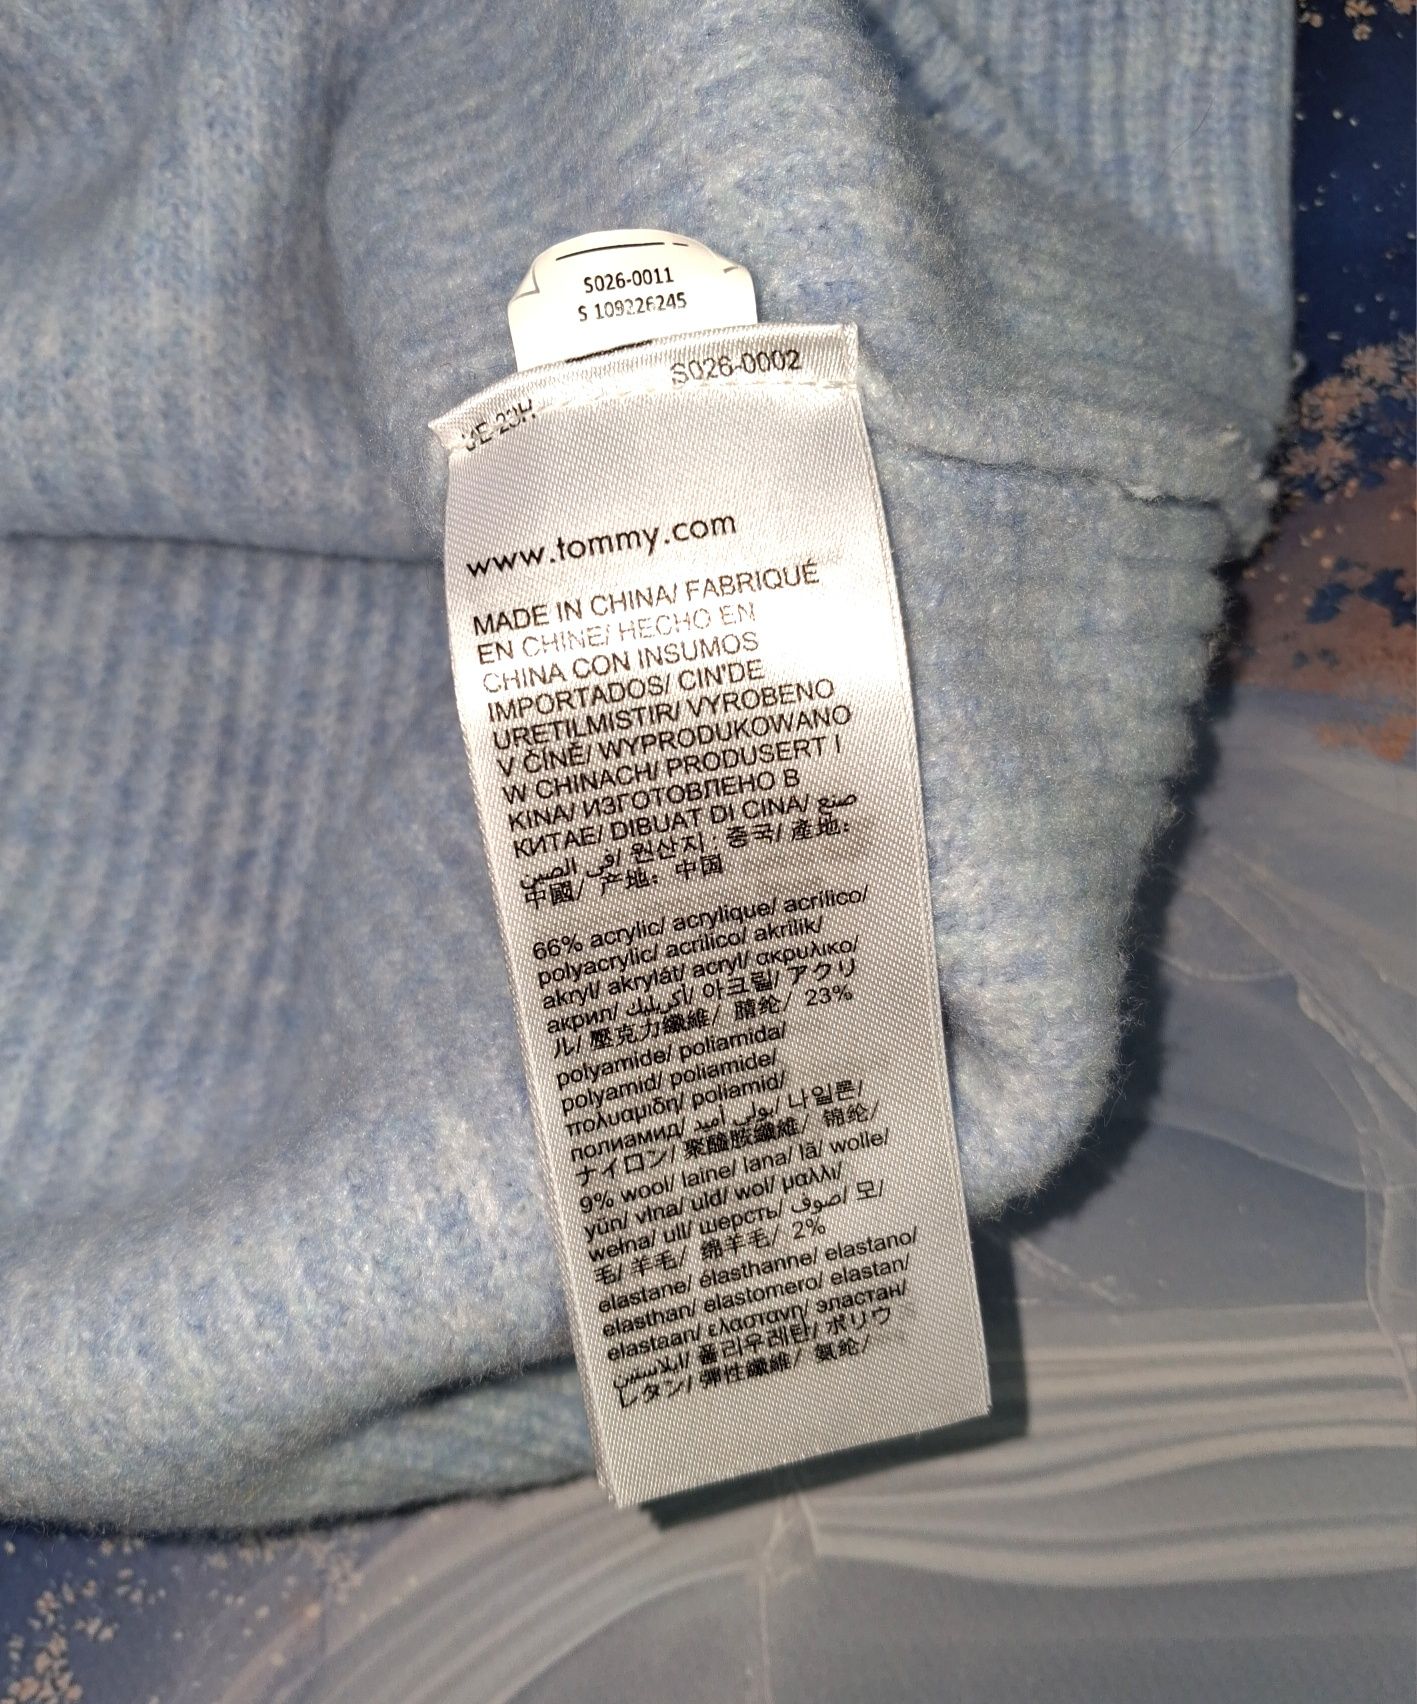 S026-0011
S 109226245
S026-0002
www.tommy.com
MADE IN CHINA/ FABRIQUÉ
EN CHINE/ HECHO EN
CHINA CON INSUMOS
IMPORTADOS/ CIN'DE
URETILMISTIR/ VYROBENO
V ČÍNĚ/ WYPRODUKOWANO
W CHINACH/ PRODUSERT I
KINA/ ИЗГОТОВЛЕНО В
КИТАЕ/ DIBUAT DI CINA/ صنع
في الصين/ 원산지 : 중국/ 產地:
中國/ 产地: 中国
66% acrylic/ acrylique/ acrílico/
polyacrylic/ acrilico/ akrilik/
akryl/ akrylát/ acryl/ ακρυλικο/
акрил/ أكريليك/ 아크릴/ アクリ
ル/ 壓克力纖維/ 腈纶/ 23%
polyamide/ poliamida/
polyamid/ poliamide/
πολυαμιδη/ poliamid/
полиамид/ بولي أميد/ 나일론/
ナイロン/ 聚醯胺纖維/ 锦纶/
9% wool/ laine/ lana/ lã/ wolle/
yün/ vlna/ uld/ wol/ μαλλι/
wełna/ ull/ шерсть/ صوف/ 모/
毛/ 羊毛/ 绵羊毛/ 2%
elastane/ élasthanne/ elastano/
elasthan/ elastomero/ elastan/
elastaan/ ελαστανη/ эластан/
إيلاستين/ 폴리우레탄/ ポリウ
レタン/ 彈性纖維/ 氨纶/